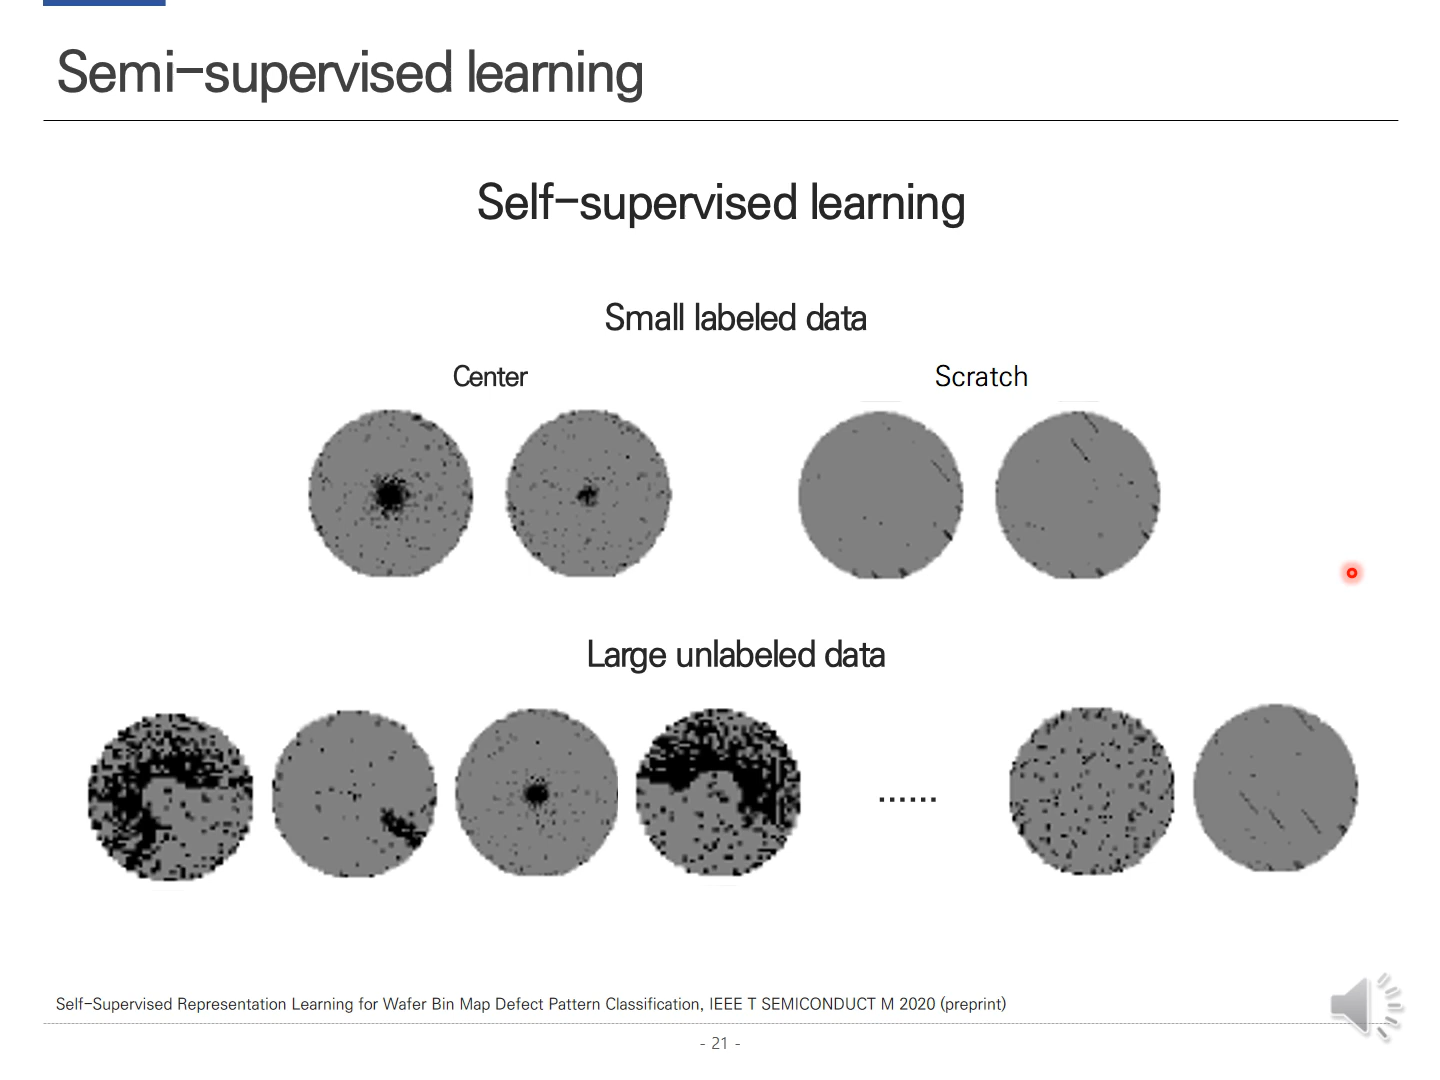 Semi-supervised learning
Self-supervised learning
Small labeled data
Center
Scratch
Large unlabeled data
......
Self-Supervised Representation Learning for Wafer Bin Map Defect Pattern Classification, IEEE T SEMICONDUCT M 2020 (preprint)
- 21 -